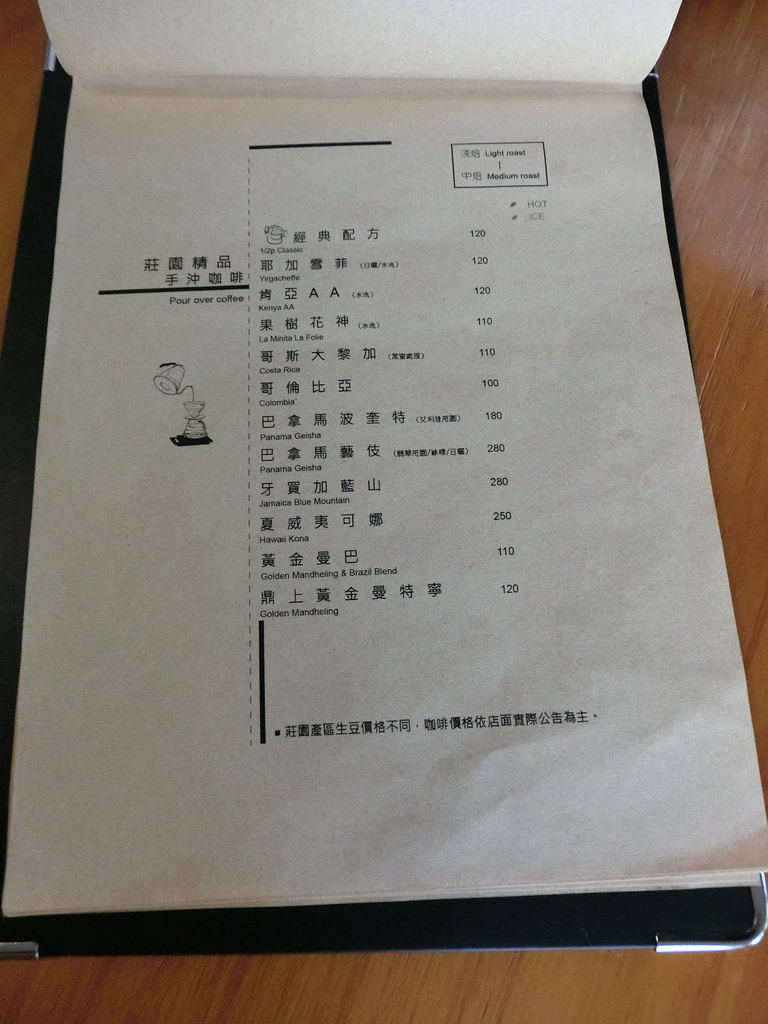 淺焙 Light roast
中焙 Medium roast
HOT
ICE
莊園精品
手沖咖啡
Pour over coffee
經典配方 120
1/2p Classic
耶加雪菲 (日曬/水洗) 120
Yirgacheffe
肯亞AA (水洗) 120
Kenya AA
果樹花神 (水洗) 110
La Minita La Folie
哥斯大黎加 (黑蜜處理) 110
Costa Rica
哥倫比亞 100
Colombia'
巴拿馬波奎特 (艾利達莊園) 180
Panama Geisha
巴拿馬藝伎 (翡翠莊園/綠標/日曬) 280
Panama Geisha
牙買加藍山 280
Jamaica Blue Mountain
夏威夷可娜 250
Hawaii Kona
黃金曼巴 110
Golden Mandheling & Brazil Blend
鼎上黃金曼特寧 120
Golden Mandheling
▪ 莊園產區生豆價格不同，咖啡價格依店面實際公告為主。